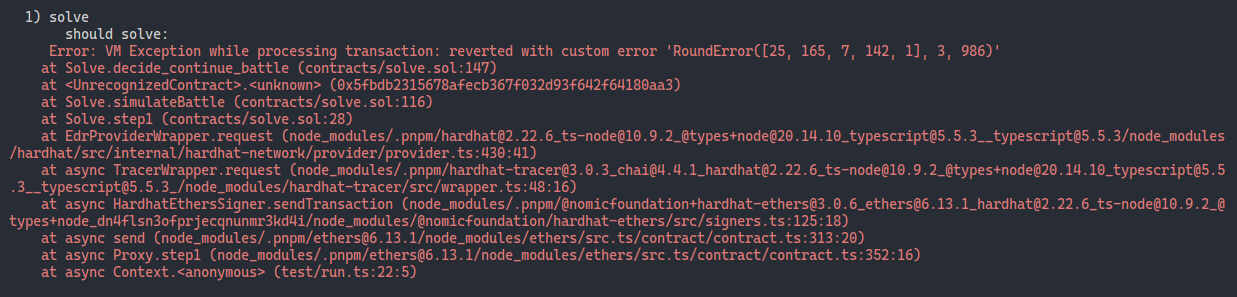 1) solve
should solve:
Error: VM Exception while processing transaction: reverted with custom error 'RoundError([25, 165, 7, 142, 1], 3, 986)'
at Solve.decide_continue_battle (contracts/solve.sol:147)
at <UnrecognizedContract>.<unknown> (0x5fbdb2315678afecb367f032d93f642f64180aa3)
at Solve.simulateBattle (contracts/solve.sol:116)
at Solve.step1 (contracts/solve.sol:28)
at EdrProviderWrapper.request (node_modules/.pnpm/hardhat@2.22.6_ts-node@10.9.2_@types+node@20.14.10_typescript@5.5.3__typescript@5.5.3/node_modules
/hardhat/src/internal/hardhat-network/provider/provider.ts:430:41)
at async TracerWrapper.request (node_modules/.pnpm/hardhat-tracer@3.0.3_chai@4.4.1_hardhat@2.22.6_ts-node@10.9.2_@types+node@20.14.10_typescript@5.5
.3__typescript@5.5.3_/node_modules/hardhat-tracer/src/wrapper.ts:48:16)
at async HardhatEthersSigner.sendTransaction (node_modules/.pnpm/@nomicfoundation+hardhat-ethers@3.0.6_ethers@6.13.1_hardhat@2.22.6_ts-node@10.9.2_@
types+node_dn4flsn3ofprjecqnunmr3kd4i/node_modules/@nomicfoundation/hardhat-ethers/src/signers.ts:125:18)
at async send (node_modules/.pnpm/ethers@6.13.1/node_modules/ethers/src.ts/contract/contract.ts:313:20)
at async Proxy.step1 (node_modules/.pnpm/ethers@6.13.1/node_modules/ethers/src.ts/contract/contract.ts:352:16)
at async Context.<anonymous> (test/run.ts:22:5)